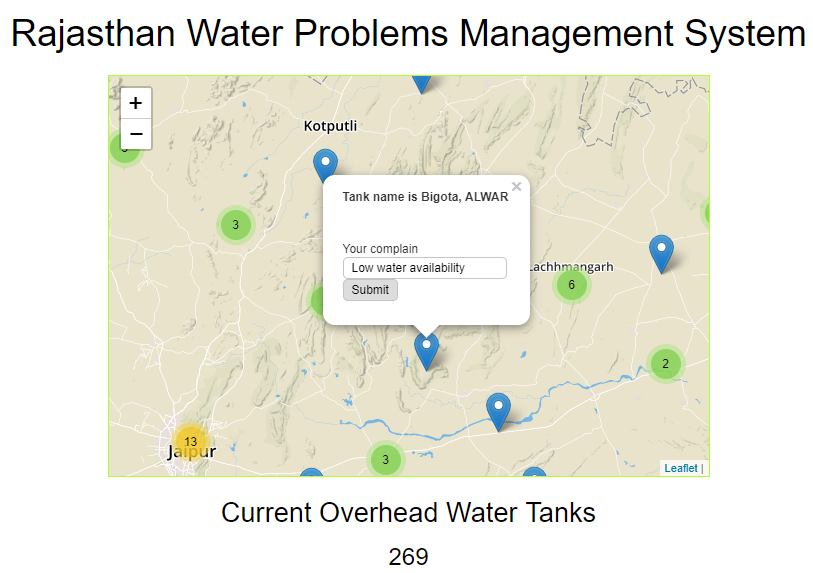 Rajasthan Water Problems Management System
+
−
Kotputli
×
Tank name is Bigota, ALWAR
3
Your complain
Low water availability
Submit
Lachhmangarh
6
2
13
Jaipur
3
Leaflet |
Current Overhead Water Tanks
269